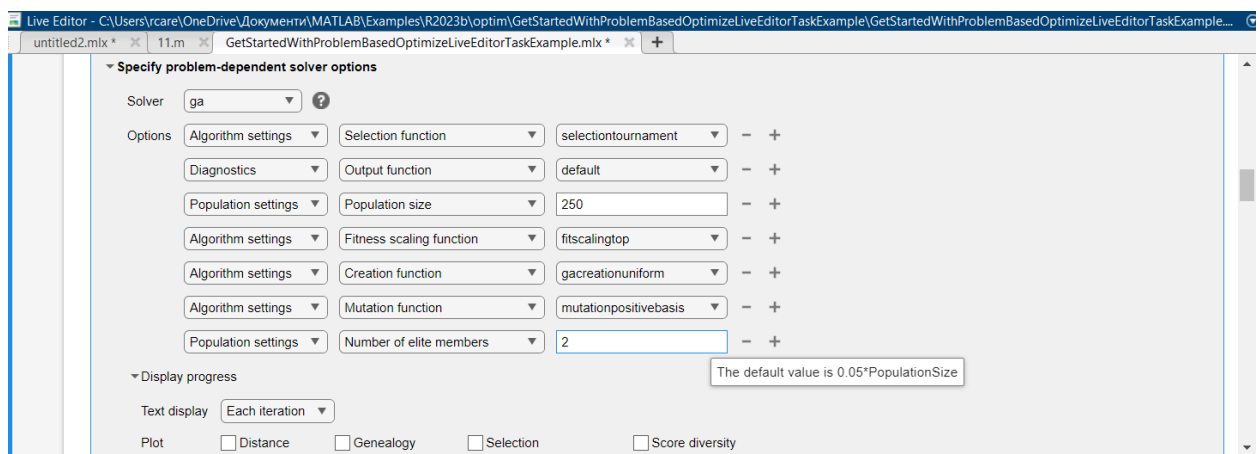 Live Editor - C:\Users\rcare\OneDrive\Документи\MATLAB\Examples\R2023b\optim\GetStartedWithProblemBasedOptimizeLiveEditorTaskExample\GetStartedWithProblemBasedOptimizeLiveEditorTaskExample....
untitled2.mlx * 11.m GetStartedWithProblemBasedOptimizeLiveEditorTaskExample.mlx * +
Specify problem-dependent solver options
Solver ga ?
Options Algorithm settings Selection function selectiontournament - +
Diagnostics Output function default - +
Population settings Population size 250 - +
Algorithm settings Fitness scaling function fitscalingtop - +
Algorithm settings Creation function gacreationuniform - +
Algorithm settings Mutation function mutationpositivebasis - +
Population settings Number of elite members 2 - +
The default value is 0.05*PopulationSize
Display progress
Text display Each iteration
Plot Distance Genealogy Selection Score diversity